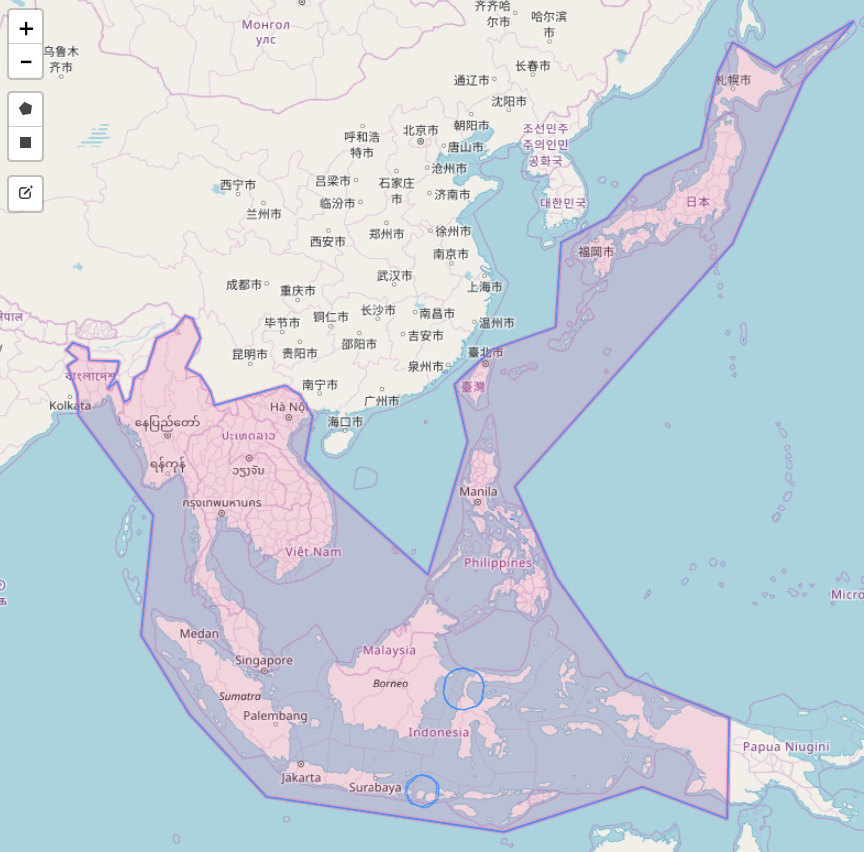 +
−
齐齐哈
尔市
哈尔滨
市
Монгол
улс
乌鲁木
齐市
长春市
通辽市
札幌市
沈阳市
朝阳市
北京市
呼和浩
特市
조선민주
주의인민
공화국
唐山市
沧州市
吕梁市
石家庄
市
西宁市
济南市
临汾市
대한민국
日本
兰州市
郑州市
徐州市
西安市
南京市
福岡市
武汉市
成都市
重庆市
上海市
长沙市
南昌市
铜仁市
毕节市
温州市
吉安市
邵阳市
昆明市
贵阳市
臺北市
泉州市
বাংলাদেশ
南宁市
臺灣
广州市
Kolkata
Hà Nội
海口市
နေပြည်တော်
ປະເທດລາວ
ရန်ကုန်
ວຽງຈັນ
Manila
กรุงเทพมหานคร
Việt Nam
Philippines
Micro
Medan
Malaysia
Singapore
Borneo
Sumatra
Palembang
Indonesia
Papua Niugini
Jakarta
Surabaya